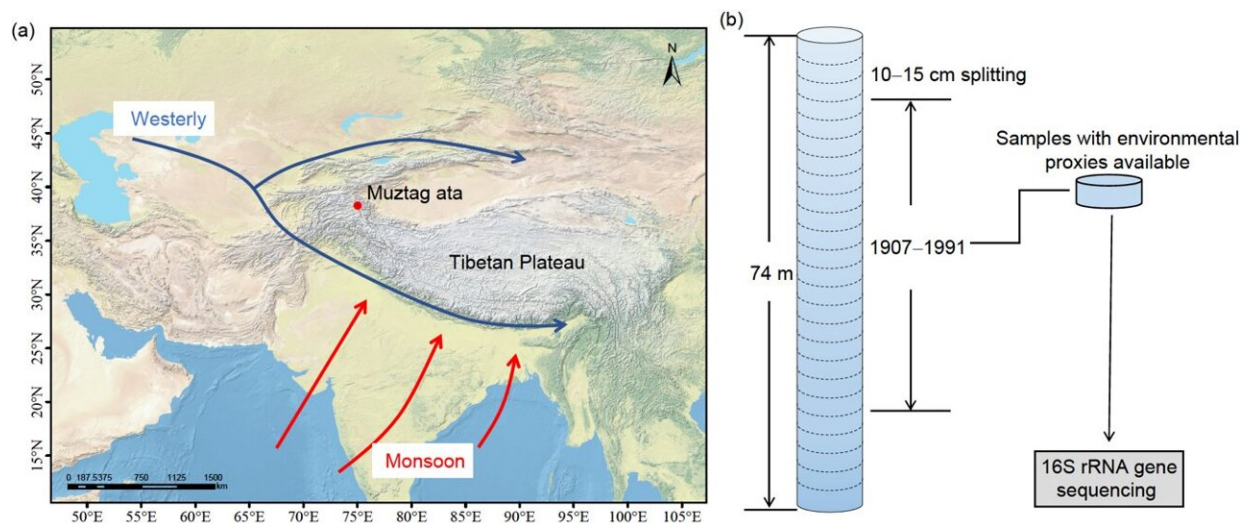 (a)
N
50°N
45°N
40°N
35°N
30°N
25°N
20°N
15°N
Westerly
Muztag ata
Tibetan Plateau
Monsoon
0 187.5375 750 1125 1500
km
50°E 55°E 60°E 65°E 70°E 75°E 80°E 85°E 90°E 95°E 100°E 105°E
(b)
74 m
10–15 cm splitting
1907–1991
Samples with environmental
proxies available
16S rRNA gene
sequencing